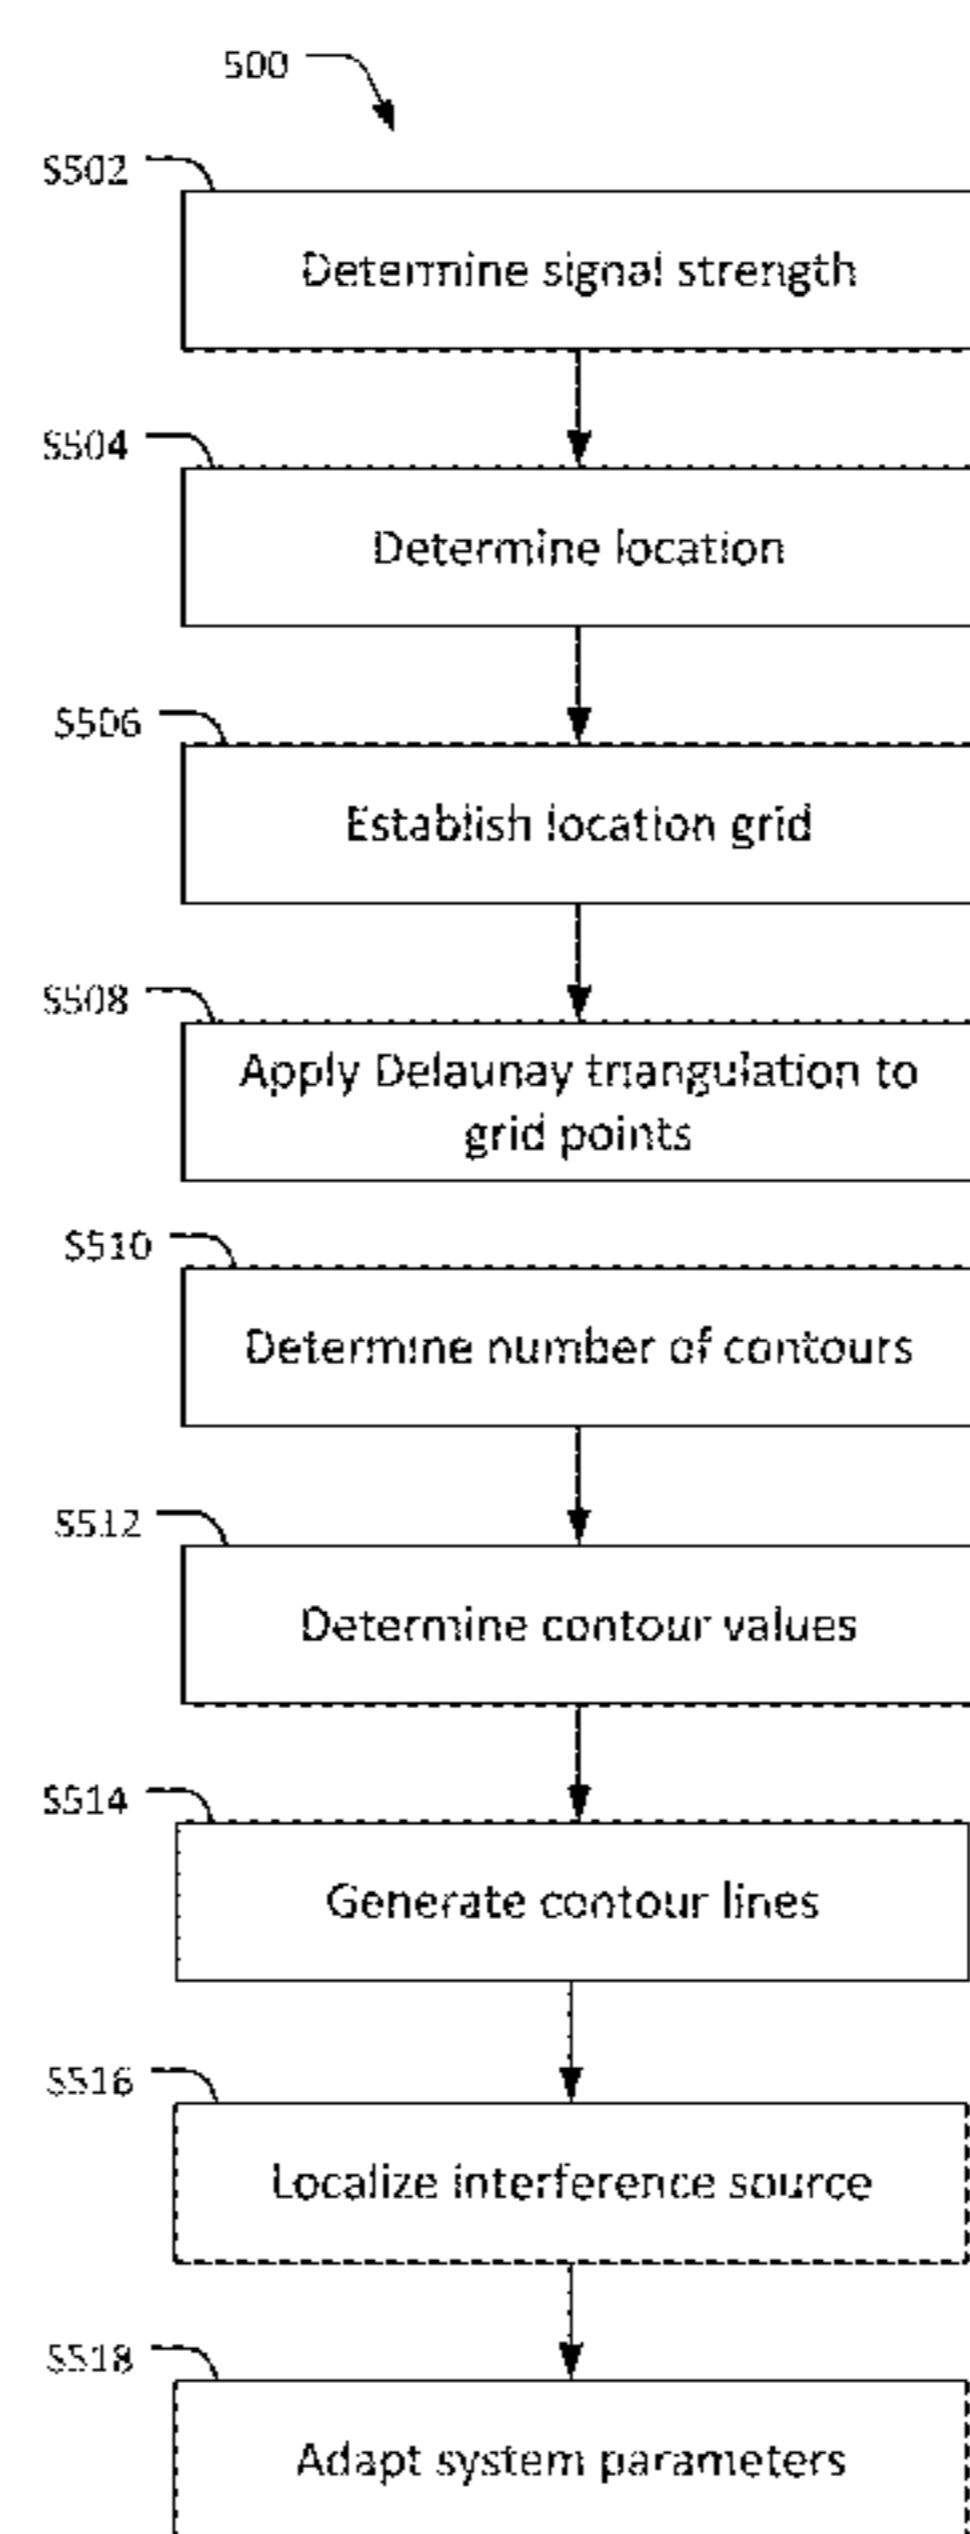 500
S502
Determine signal strength
S504
Determine location
S506
Establish location grid
S508
Apply Delaunay triangulation to
grid points
S510
Determine number of contours
S512
Determine contour values
S514
Generate contour lines
S516
Localize interference source
S518
Adapt system parameters